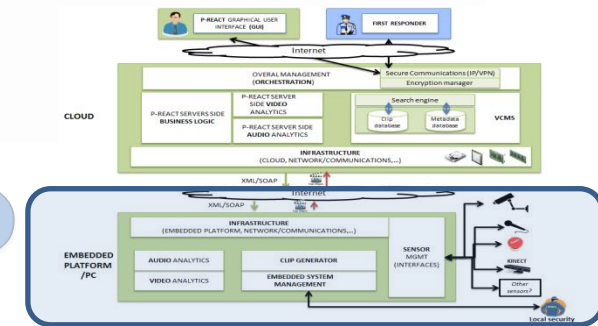 P-REACT GRAPHICAL USER
INTERFACE (GUI)
FIRST RESPONDER
Internet
OVERAL MANAGEMENT
(ORCHESTRATION)
Secure Communications (IP/VPN)
Encryption manager
CLOUD
P-REACT SERVERS SIDE
BUSINESS LOGIC
P-REACT SERVER
SIDE VIDEO
ANALYTICS
P-REACT SERVER SIDE
AUDIO ANALYTICS
Search engine
Clip
database
Metadata
database
VCMS
INFRASTRUCTURE
(CLOUD, NETWORK/COMMUNICATIONS,...)
XML/SOAP
Internet
XML/SOAP
INFRASTRUCTURE
(EMBEDDED PLATFORM, NETWORK/COMMUNICATIONS,...)
SENSOR
MGMT
(INTERFACES)
EMBEDDED
PLATFORM
/PC
AUDIO ANALYTICS
CLIP GENERATOR
VIDEO ANALYTICS
EMBEDDED SYSTEM
MANAGEMENT
KINECT
Other
sensors?
Local security